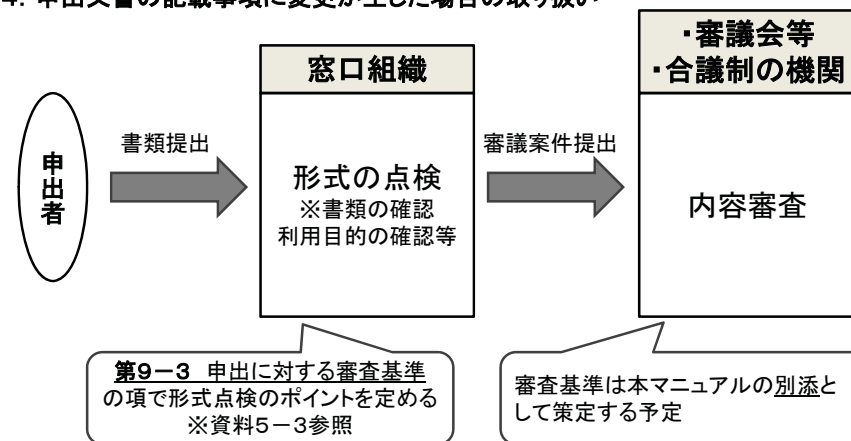 4. 申出文書の記載事項に変更が生じた場合の取り扱い
申出者
書類提出
窓口組織
形式の点検
※書類の確認
利用目的の確認等
審議案件提出
・審議会等
・合議制の機関
内容審査
第9-3 申出に対する審査基準
の項で形式点検のポイントを定める
※資料5-3参照
審査基準は本マニュアルの別添と
して策定する予定